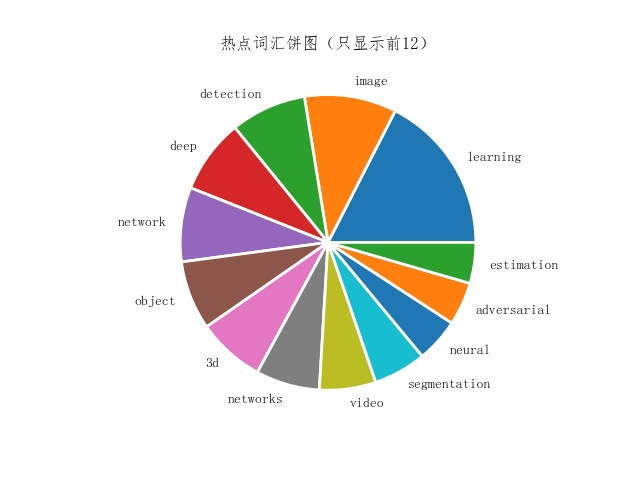 热点词汇饼图（只显示前12）
image
detection
deep
learning
network
object
3d
networks
video
segmentation
neural
adversarial
estimation